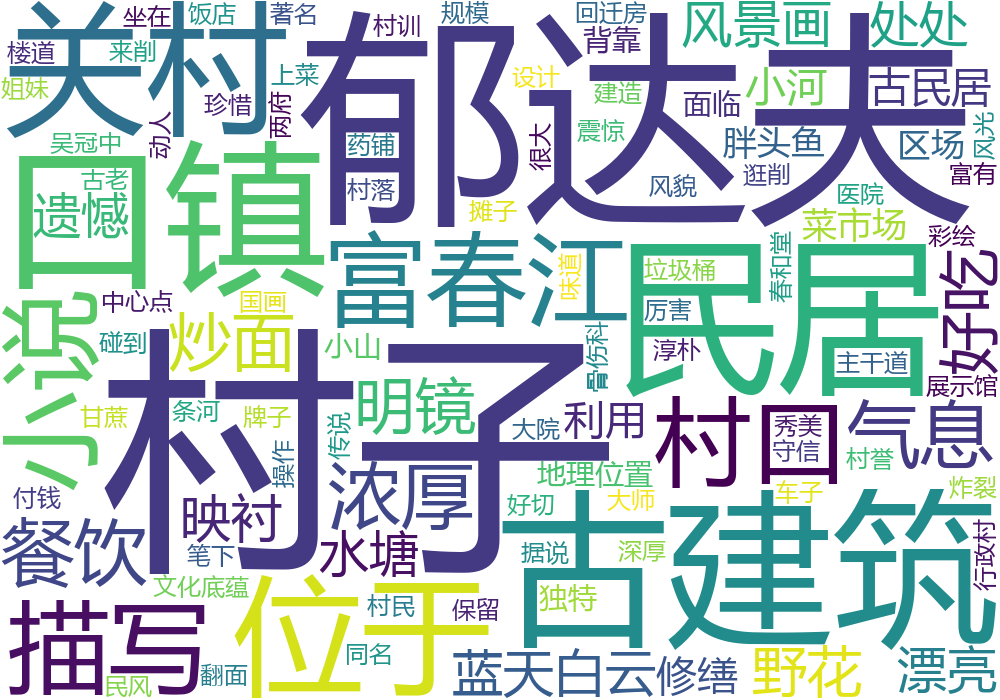 关村
坐在
饭店
著名
村训
规模
回迁房
风景画
处处
楼道
来削
郁达夫
背靠
姐妹
上菜
设计
小河
古民居
珍惜
两府
建造
面临
动人
吴冠中
药铺
很大
震惊
胖头鱼
区场
风光
口镇
古老
遗憾
村落
风貌
逛削
富有
摊子
医院
菜市场
富春江
彩绘
味道
垃圾桶
春和堂
民居
好吃
中心点
国画
厉害
小说
炒面
碰到
小山
骨伤科
淳朴
主干道
村子
明镜
展示馆
甘蔗
条河
牌子
传说
大院
利用
村口
秀美
守信
气息
操作
浓厚
地理位置
村誉
付钱
映衬
好切
大师
车子
炸裂
餐饮
笔下
水塘
古建筑
据说
深厚
行政村
文化底蕴
位于
村民
保留
独特
描写
同名
蓝天白云
修缮
野花
漂亮
民风
翻面